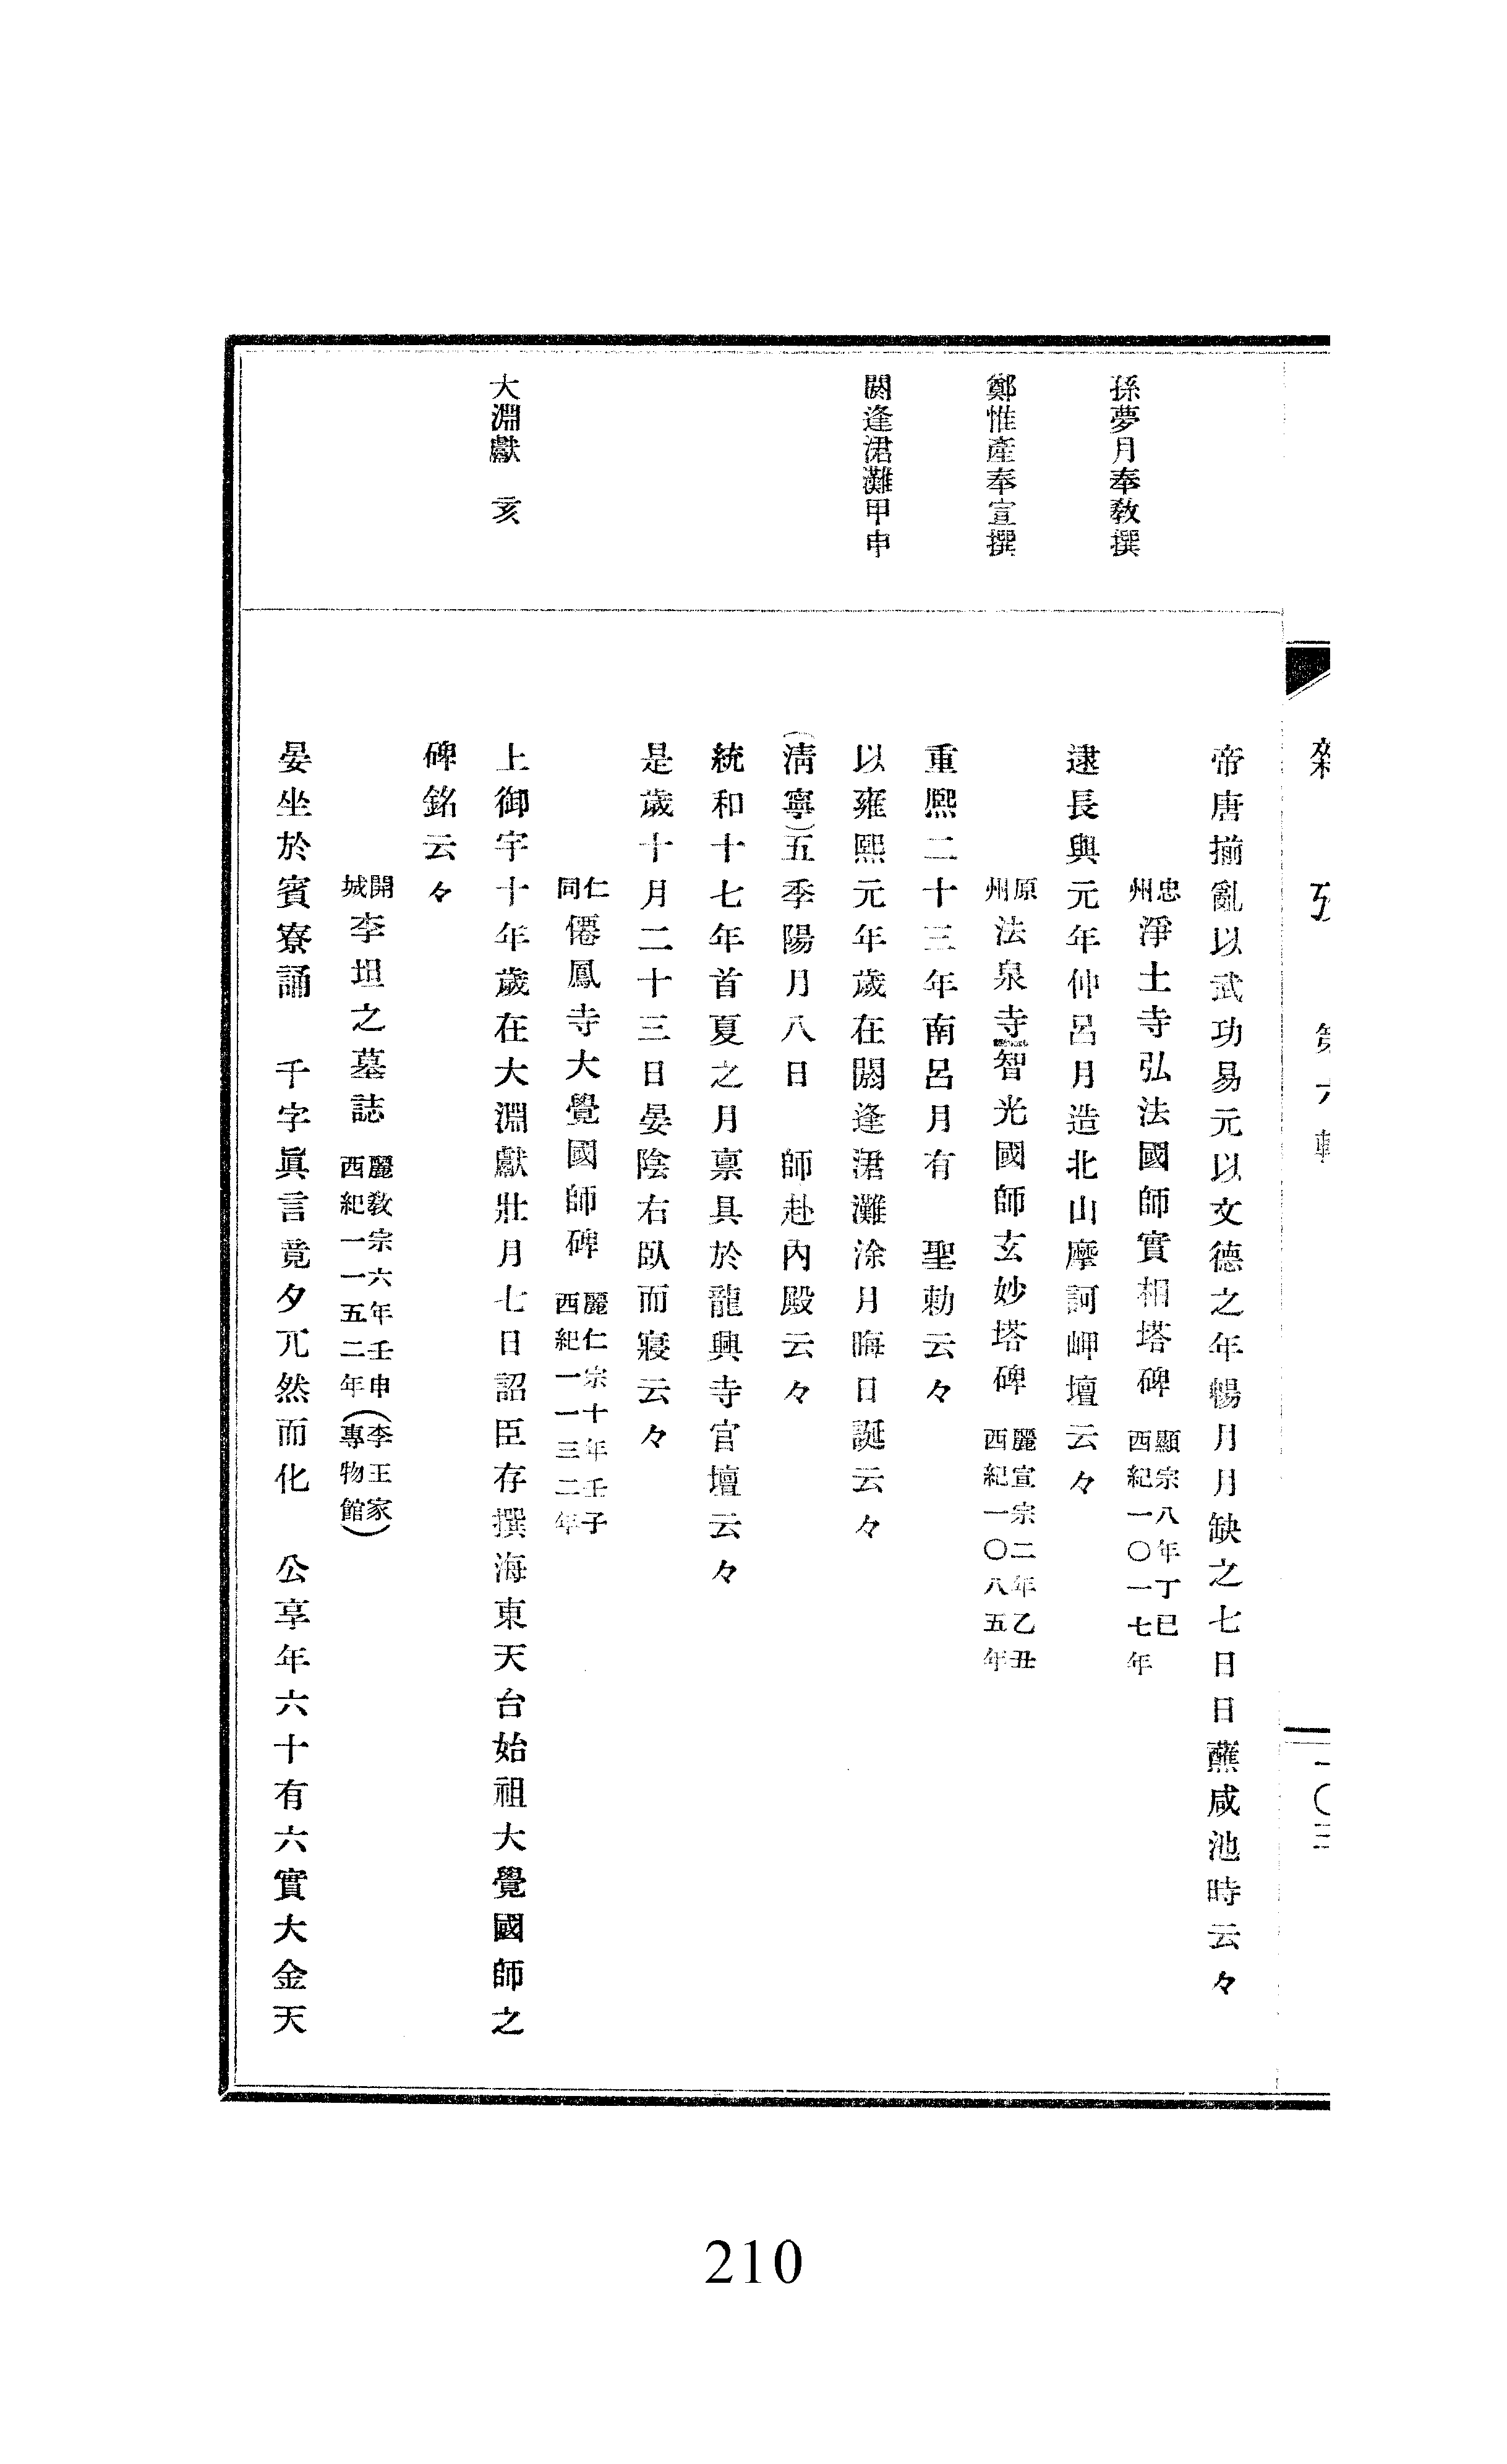 雜攷 第六輯
一〇三
孫夢月奉敎撰
鄭惟產奉宣撰
閼逢涒灘甲申
大淵獻 亥
帝唐揃亂以武功易元以文德之年暢月月缺之七日日蘸咸池時云々
忠州淨土寺弘法國師實相塔碑 顯宗八年丁巳 西紀一〇一七年
逮長興元年仲呂月造北山摩訶岬壇云々
原州法泉寺智光國師玄妙塔碑 麗宣宗二年乙丑 西紀一〇八五年
重熙二十三年南呂月有 聖勅云々
以雍熙元年歲在閼逢涒灘涂月晦日誕云々
(淸寧)五季陽月八日 師赴內殿云々
統和十七年首夏之月稟具於龍興寺官壇云々
是歲十月二十三日晏陰右臥而寢云々
仁同僊鳳寺大覺國師碑 麗仁宗十年壬子 西紀一一三二年
上御宇十年歲在大淵獻壯月七日詔臣存撰海東天台始祖大覺國師之
碑銘云々
開城李坦之墓誌 麗敎宗六年壬申 西紀一一五二年(李王家專物館)
晏坐於賓寮誦 千字眞言竟夕兀然而化 公享年六十有六實大金天
210